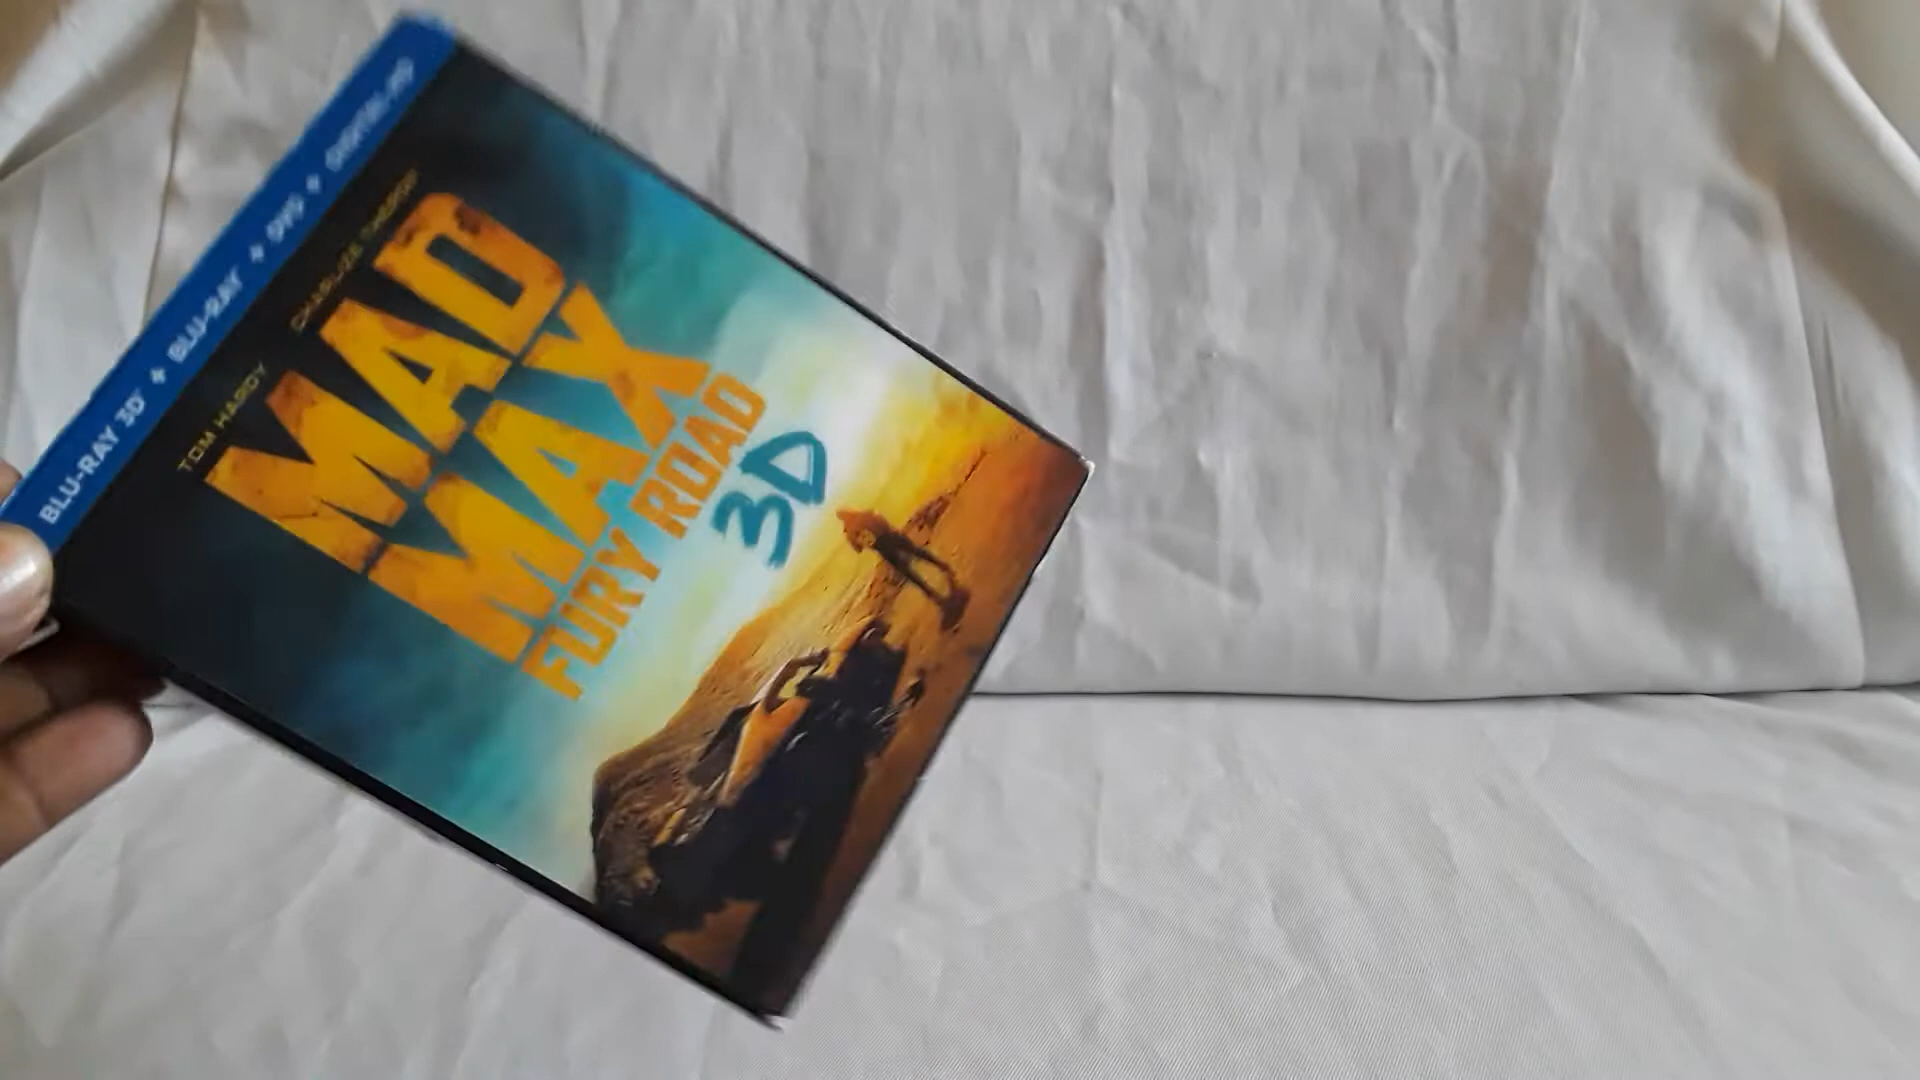 BLU-RAY 3D + BLU-RAY + DVD + DIGITAL HD
TOM HARDY CHARLIZE THERON
MAD
MAX
FURY ROAD
3D